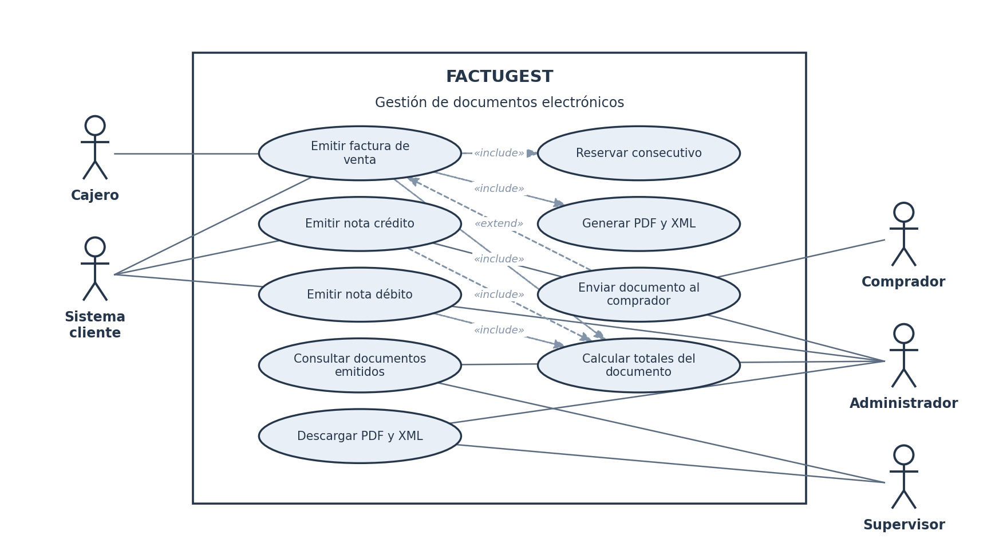 FACTUGEST
Gestión de documentos electrónicos
Cajero
Sistema
cliente
Emitir factura de
venta
Emitir nota crédito
Emitir nota débito
Consultar documentos
emitidos
Descargar PDF y XML
«include»
«include»
«extend»
«include»
«include»
«include»
Reservar consecutivo
Generar PDF y XML
Enviar documento al
comprador
Calcular totales del
documento
Comprador
Administrador
Supervisor